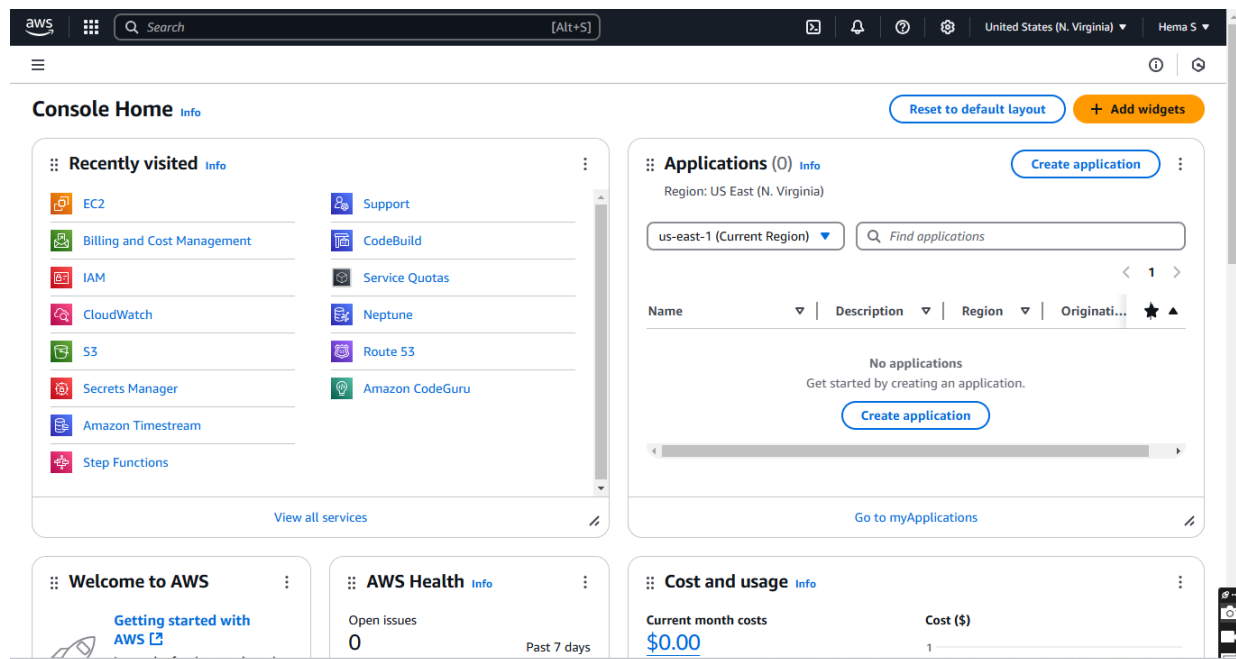 aws Search [Alt+S] United States (N. Virginia) Hema S
Console Home Info Reset to default layout + Add widgets
Recently visited Info
EC2
Billing and Cost Management
IAM
CloudWatch
S3
Secrets Manager
Amazon Timestream
Step Functions
Support
CodeBuild
Service Quotas
Neptune
Route 53
Amazon CodeGuru
View all services
Applications (0) Info Create application
Region: US East (N. Virginia)
us-east-1 (Current Region) Find applications
1
Name Description Region Originati...
No applications
Get started by creating an application.
Create application
Go to myApplications
Welcome to AWS
Getting started with
AWS
AWS Health Info
Open issues
0 Past 7 days
Cost and usage Info
Current month costs Cost ($)
$0.00 1